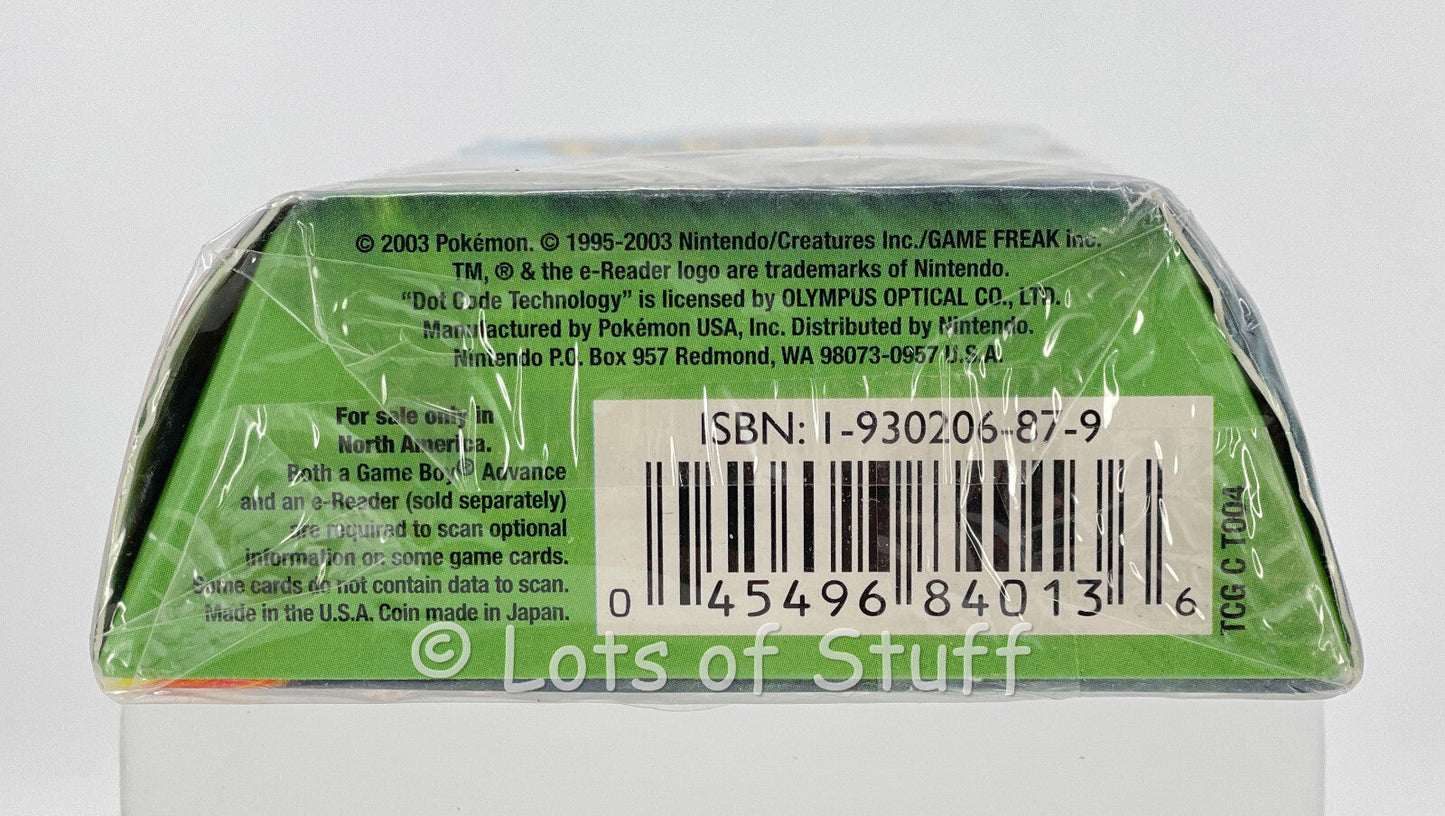 © 2003 Pokémon. © 1995-2003 Nintendo/Creatures Inc./GAME FREAK inc.
TM, ® & the e-Reader logo are trademarks of Nintendo.
“Dot Code Technology” is licensed by OLYMPUS OPTICAL CO., LTD.
Manufactured by Pokémon USA, Inc. Distributed by Nintendo.
Nintendo P.O. Box 957 Redmond, WA 98073-0957 U.S.A.
For sale only in
North America.
Both a Game Boy® Advance
and an e-Reader (sold separately)
are required to scan optional
information on some game cards.
Some cards do not contain data to scan.
Made in the U.S.A. Coin made in Japan.
ISBN: 1-930206-87-9
0 45496 84013 6
TCG C T004
© Lots of Stuff